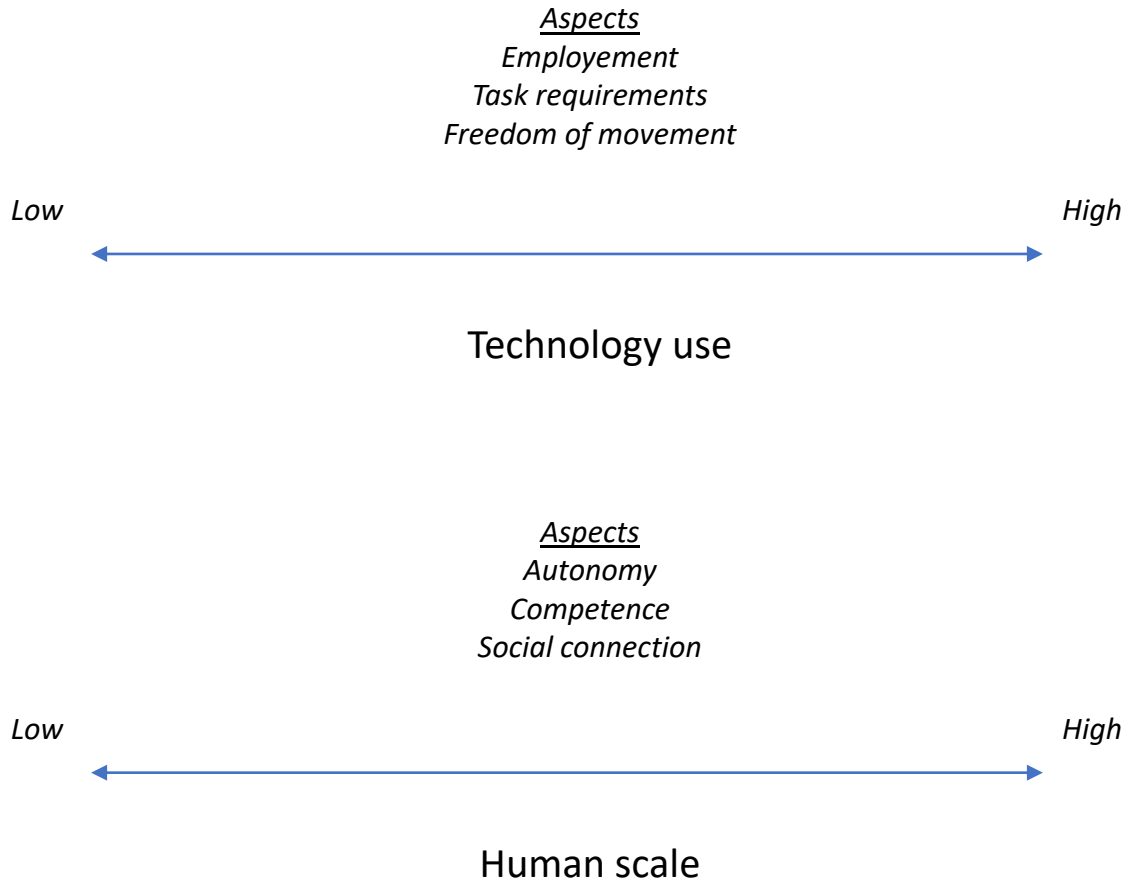 Aspects
Employement
Task requirements
Freedom of movement
Low
High
Technology use
Aspects
Autonomy
Competence
Social connection
Low
High
Human scale